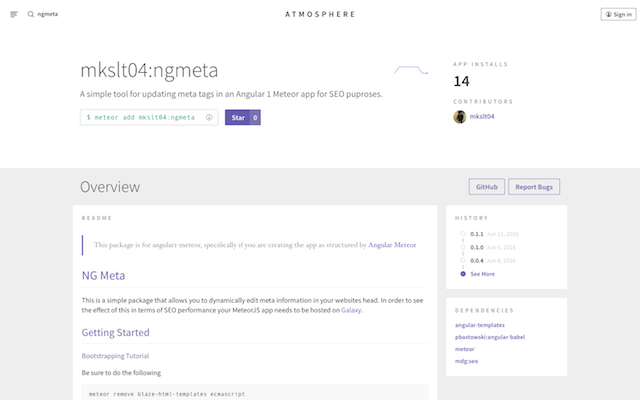 ngmeta
ATMOSPHERE
Sign in
mkslt04:ngmeta
A simple tool for updating meta tags in an Angular 1 Meteor app for SEO puproses.
$ meteor add mkslt04:ngmeta
Star 0
APP INSTALLS
14
CONTRIBUTORS
mkslt04
Overview
GitHub
Report Bugs
README
This package is for angularr-meteor, specifically if you are creating the app as structured by Angular Meteor
NG Meta
This is a simple package that allows you to dynamically edit meta information in your websites head. In order to see
the effect of this in terms of SEO performance your MeteorJS app needs to be hosted on Galaxy.
Getting Started
Bootstrapping Tutorial
Be sure to do the following
meteor remove blaze-html-templates ecmascript
HISTORY
0.1.1 Jun 15, 2016
0.1.0 Jun 6, 2016
0.0.4 Jun 4, 2016
See More
DEPENDENCIES
angular-templates
pbastowski:angular-babel
meteor
mdg:seo